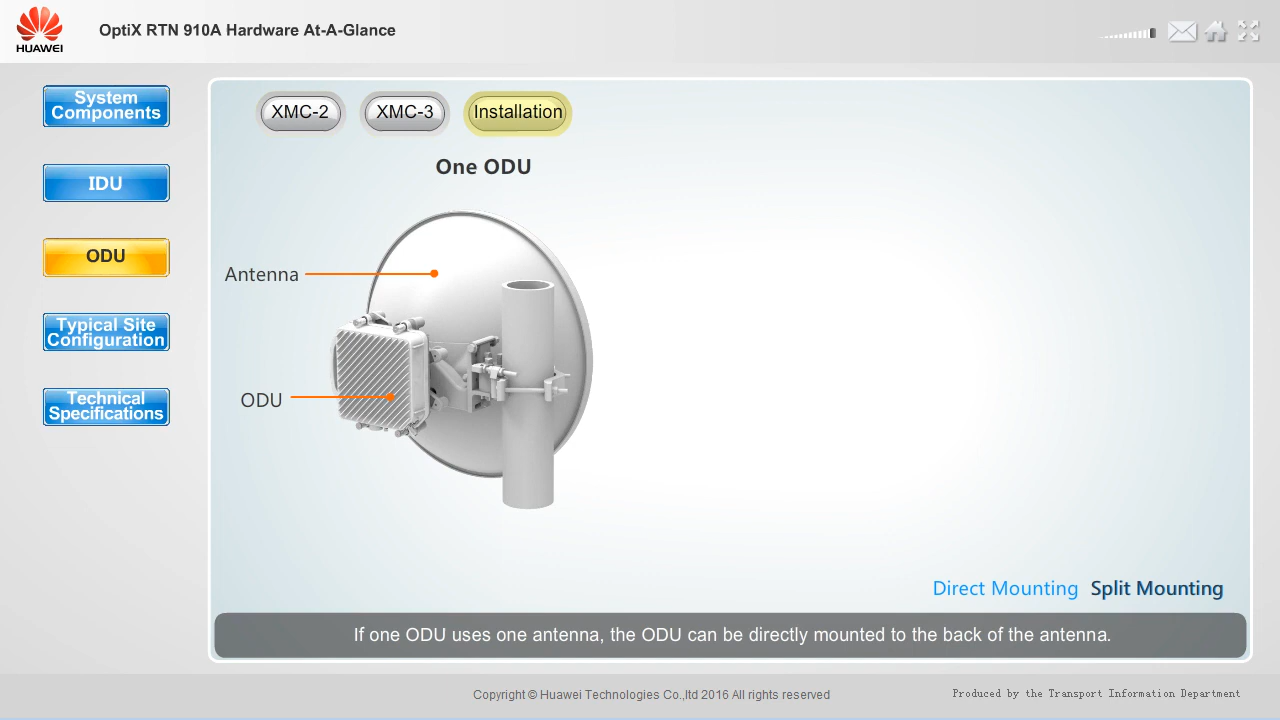 HUAWEI
OptiX RTN 910A Hardware At-A-Glance
System
Components
IDU
ODU
Typical Site
Configuration
Technical
Specifications
XMC-2
XMC-3
Installation
One ODU
Antenna
ODU
Direct Mounting
Split Mounting
If one ODU uses one antenna, the ODU can be directly mounted to the back of the antenna.
Copyright © Huawei Technologies Co.,ltd 2016 All rights reserved
Produced by the Transport Information Department